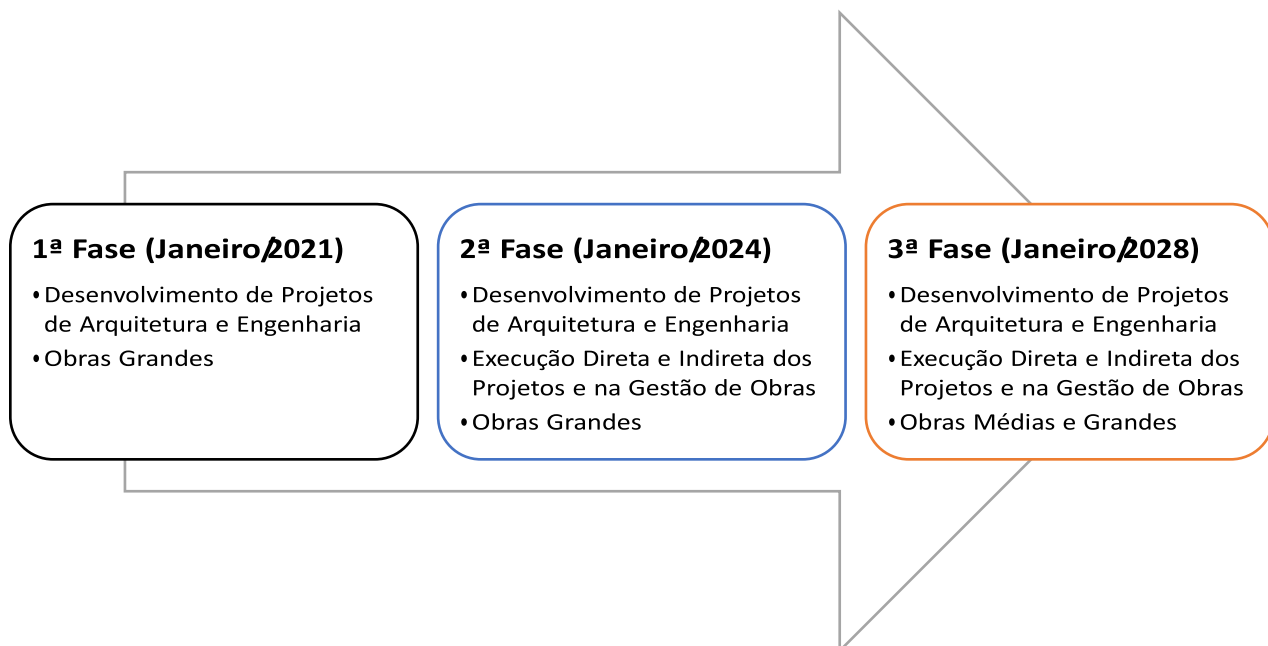 1ª Fase (Janeiro/2021)
•Desenvolvimento de Projetos
de Arquitetura e Engenharia
•Obras Grandes
2ª Fase (Janeiro/2024)
•Desenvolvimento de Projetos
de Arquitetura e Engenharia
•Execução Direta e Indireta dos
Projetos e na Gestão de Obras
•Obras Grandes
3ª Fase (Janeiro/2028)
•Desenvolvimento de Projetos
de Arquitetura e Engenharia
•Execução Direta e Indireta dos
Projetos e na Gestão de Obras
•Obras Médias e Grandes